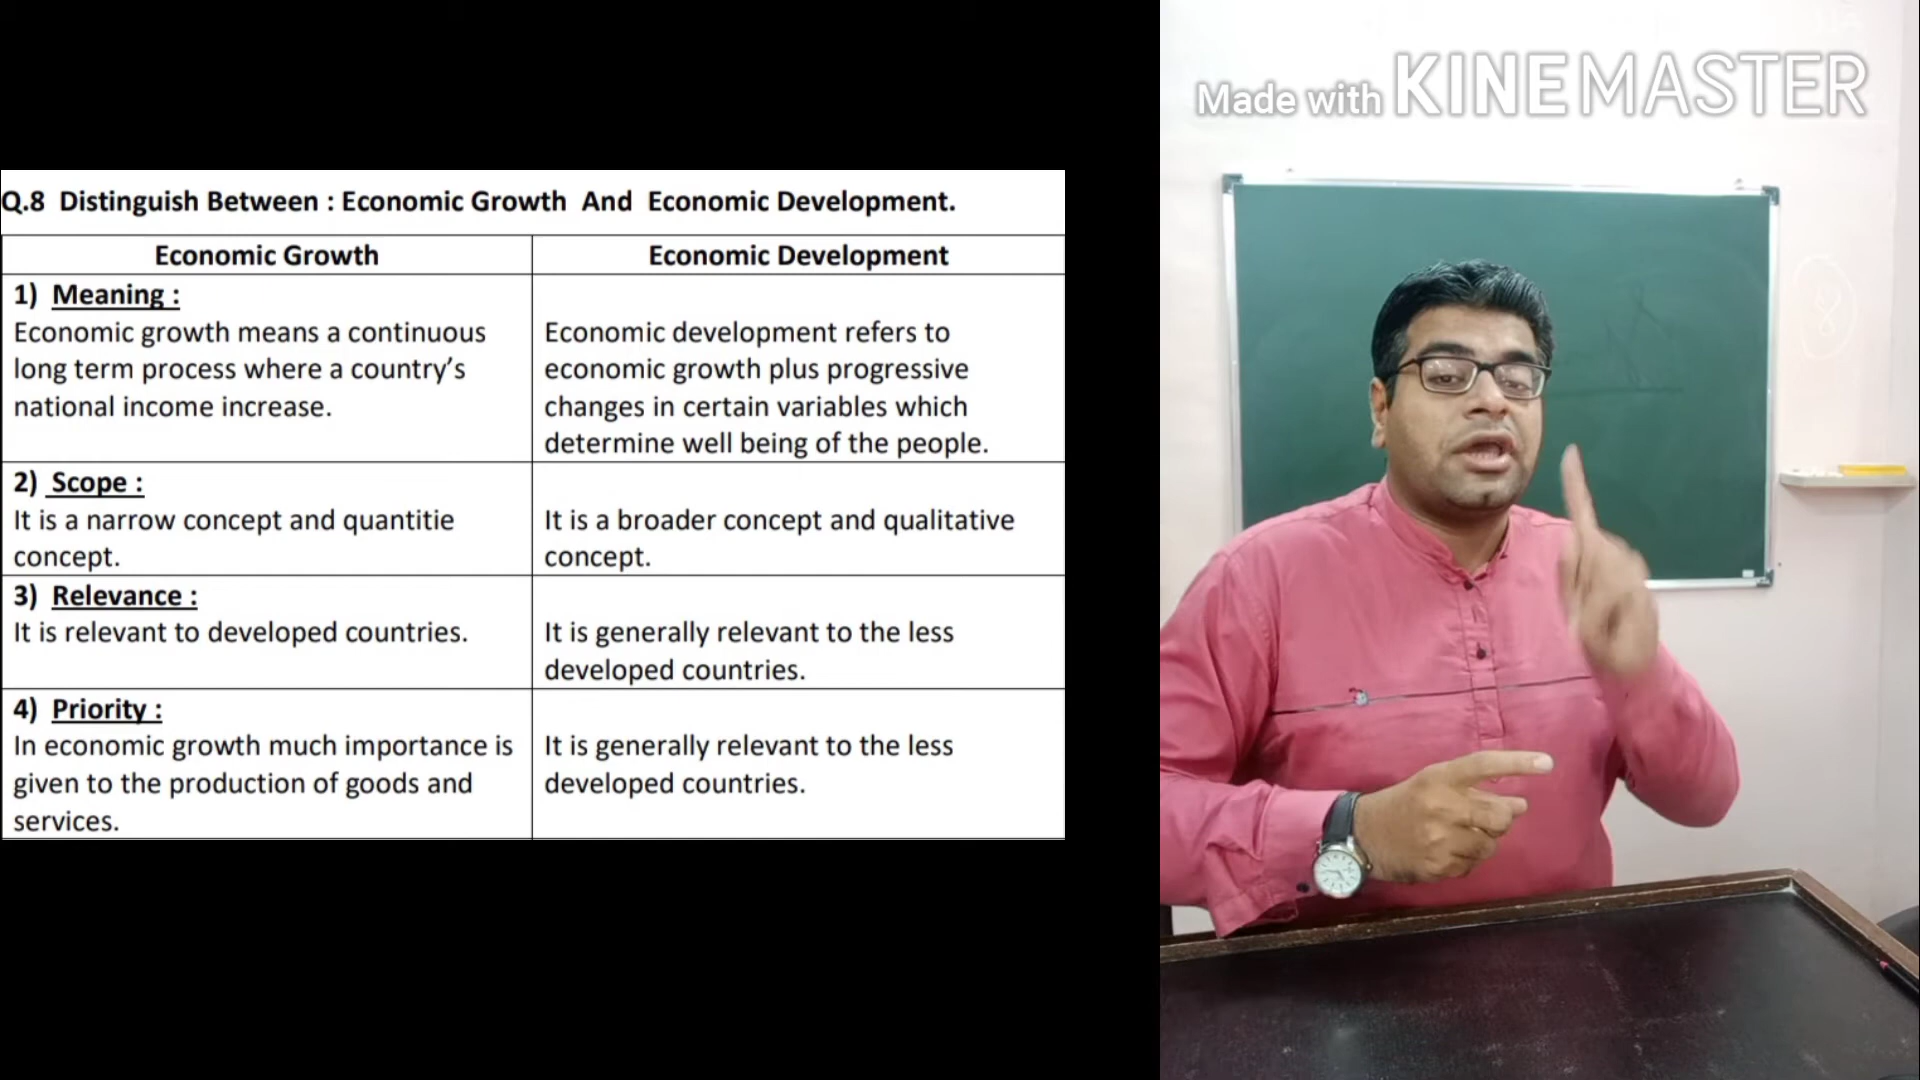 Made with KINEMASTER
Q.8 Distinguish Between : Economic Growth And Economic Development.
Economic Growth
Economic Development
1) Meaning :
Economic growth means a continuous
long term process where a country’s
national income increase.
Economic development refers to
economic growth plus progressive
changes in certain variables which
determine well being of the people.
2) Scope :
It is a narrow concept and quantitie
concept.
It is a broader concept and qualitative
concept.
3) Relevance :
It is relevant to developed countries.
It is generally relevant to the less
developed countries.
4) Priority :
In economic growth much importance is
given to the production of goods and
services.
It is generally relevant to the less
developed countries.